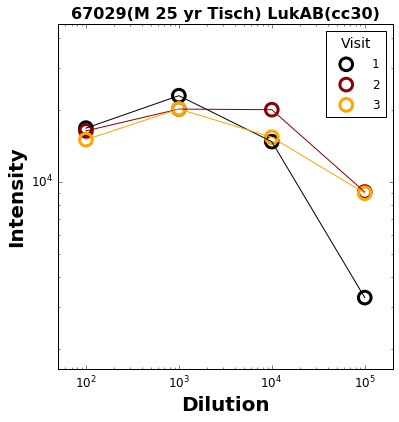 67029(M 25 yr Tisch) LukAB(cc30)
Visit
1
2
3
Intensity
10^4
10^2 10^3 10^4 10^5
Dilution